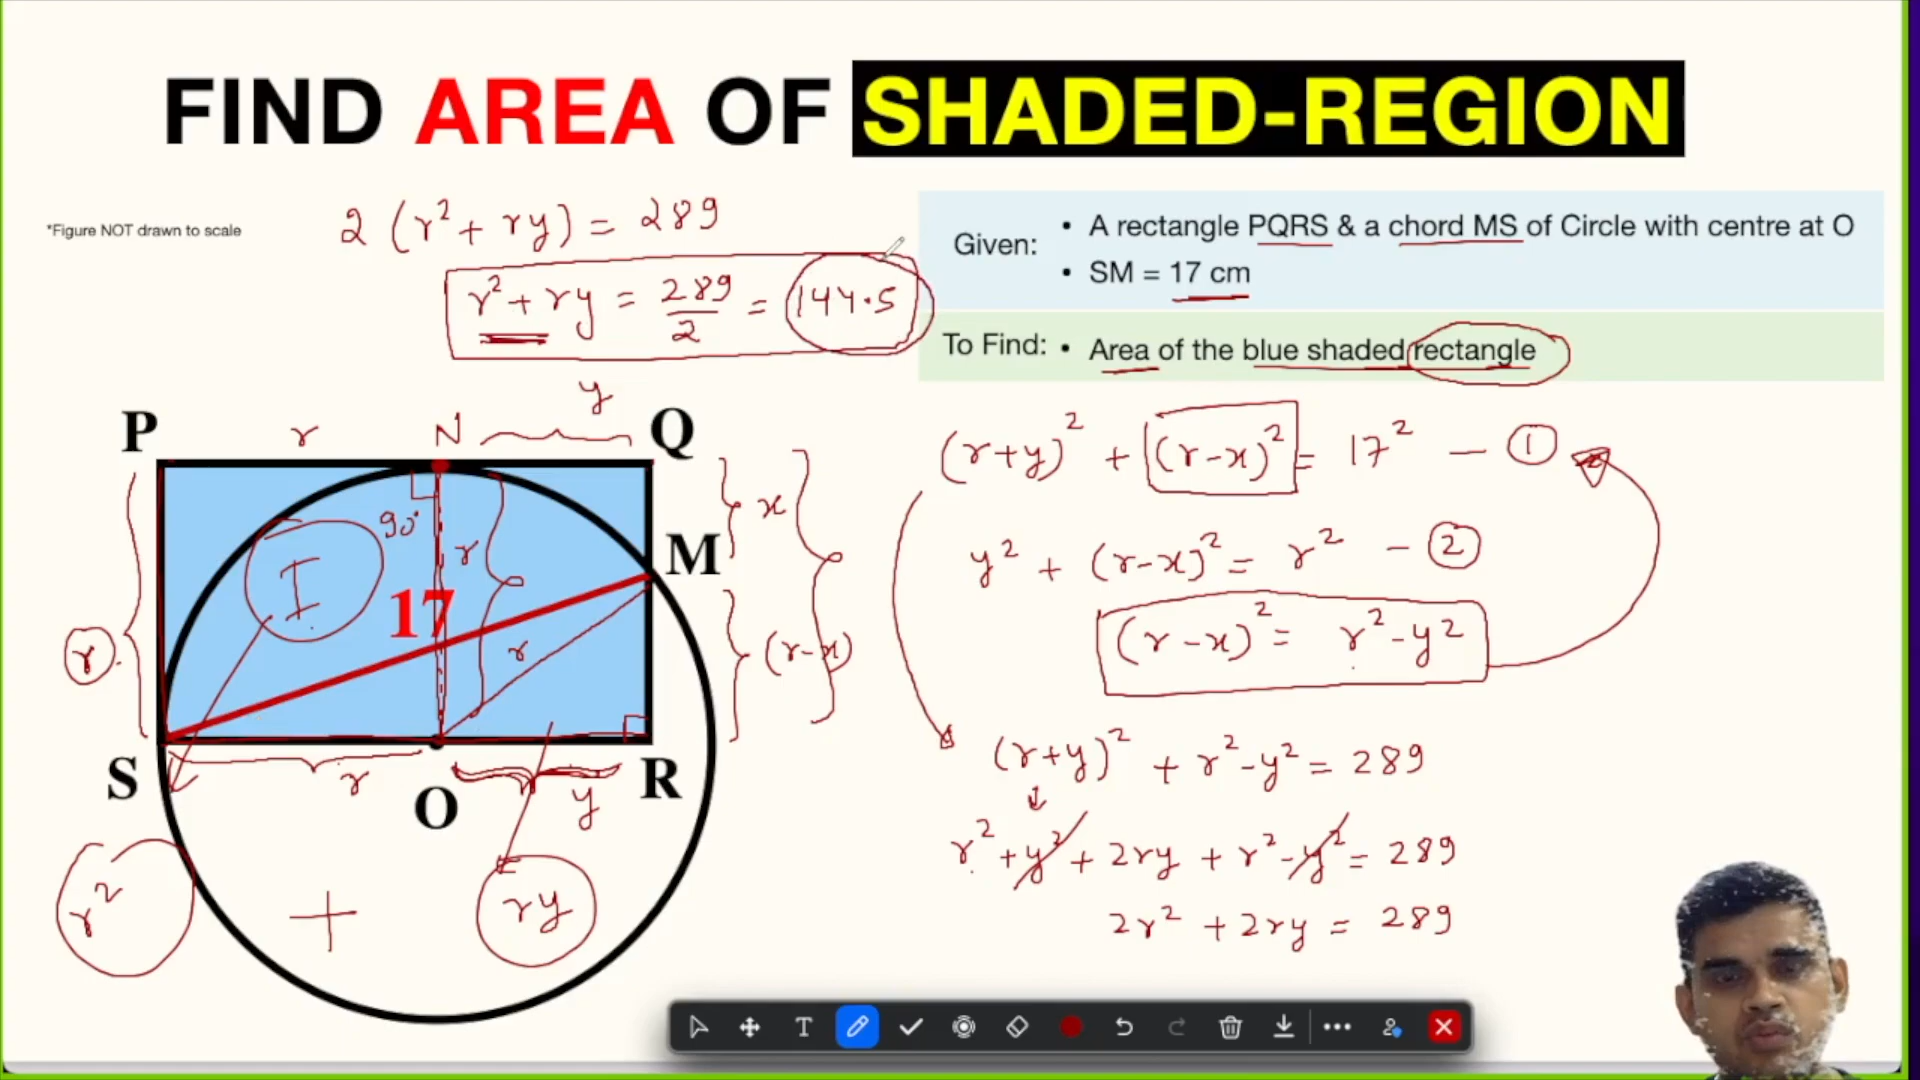 FIND AREA OF SHADED-REGION
*Figure NOT drawn to scale
2 (r² + ry) = 289
r² + ry = 289/2 = 144.5
Given:
• A rectangle PQRS & a chord MS of Circle with centre at O
• SM = 17 cm
To Find: • Area of the blue shaded rectangle
y
P r N Q
x
90°
I
r
M
17
r
r
(r-x)
S r O y R
r² + ry
(r+y)² + (r-x)² = 17² - ①
y² + (r-x)² = r² - ②
(r-x)² = r² - y²
(r+y)² + r² - y² = 289
r² + y² + 2ry + r² - y² = 289
2r² + 2ry = 289
T